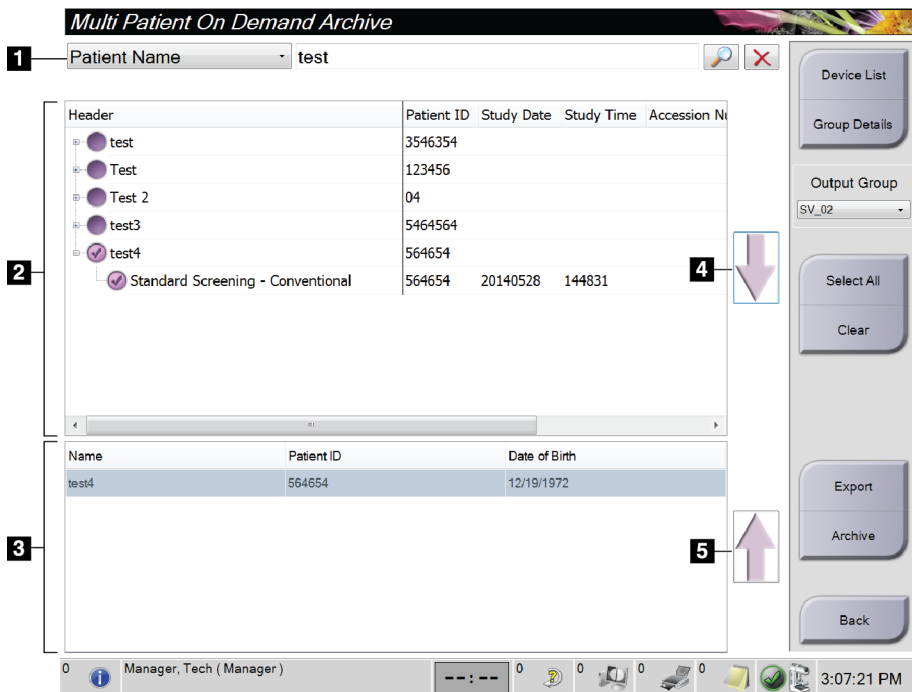 Multi Patient On Demand Archive
1 Patient Name test
Device List
Group Details
Output Group
SV_02
Select All
Clear
Export
Archive
Back
2
Header Patient ID Study Date Study Time Accession Nu
test 3546354
Test 123456
Test 2 04
test3 5464564
test4 564654
Standard Screening - Conventional 564654 20140528 144831
4
3
Name Patient ID Date of Birth
test4 564654 12/19/1972
5
0 Manager, Tech ( Manager ) --:-- 0 0 0 0 3:07:21 PM